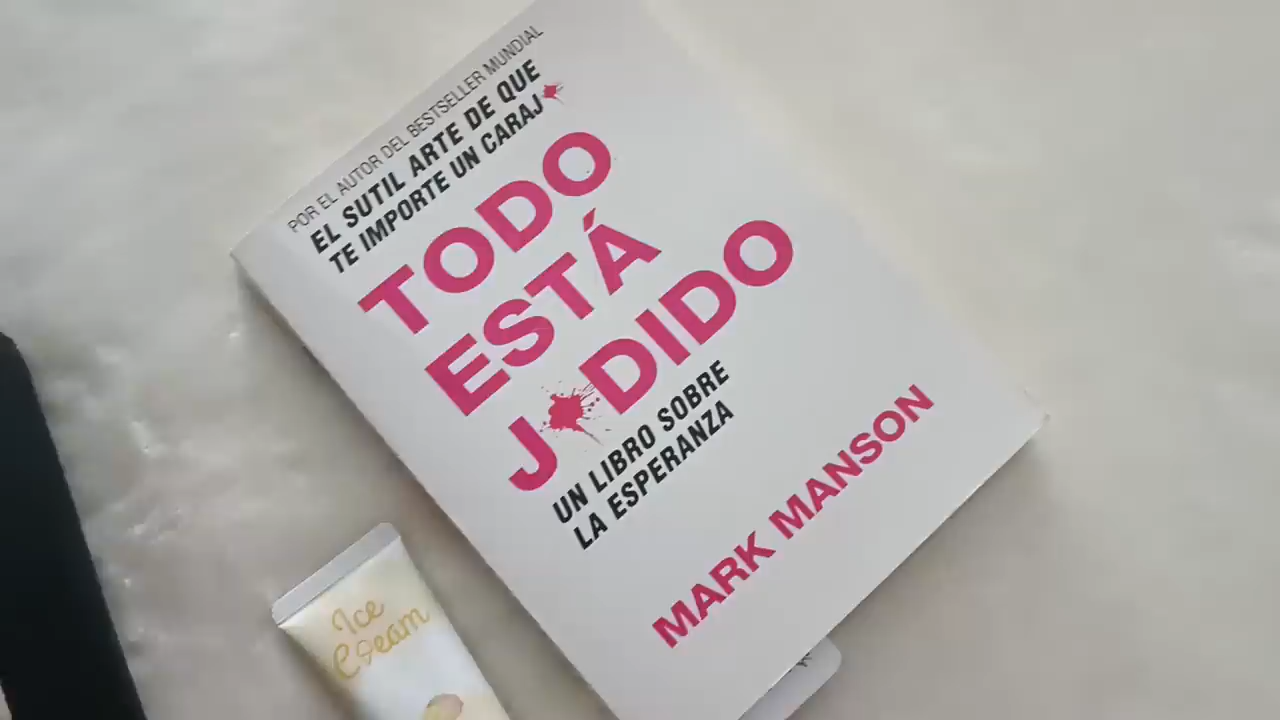 POR EL AUTOR DEL BESTSELLER MUNDIAL
EL SUTIL ARTE DE QUE
TE IMPORTE UN CARAJ
TODO
ESTÁ
J DIDO
UN LIBRO SOBRE
LA ESPERANZA
MARK MANSON
Ice
Cream